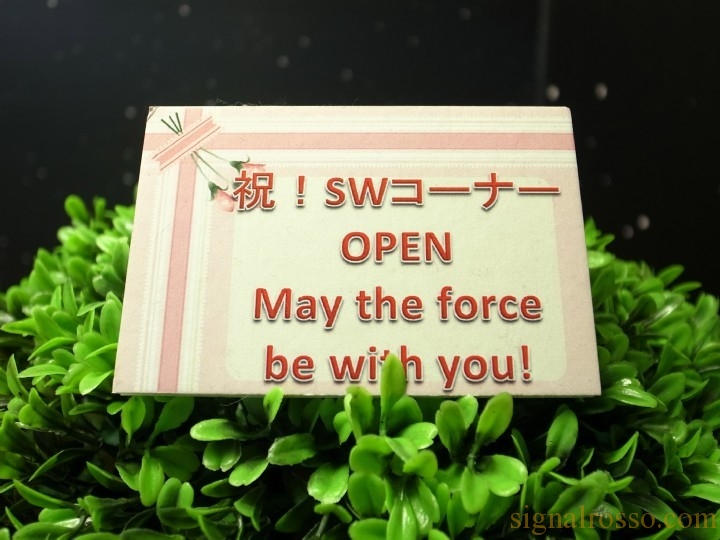 祝！SWコーナー
OPEN
May the force
be with you!
signalrosso.com